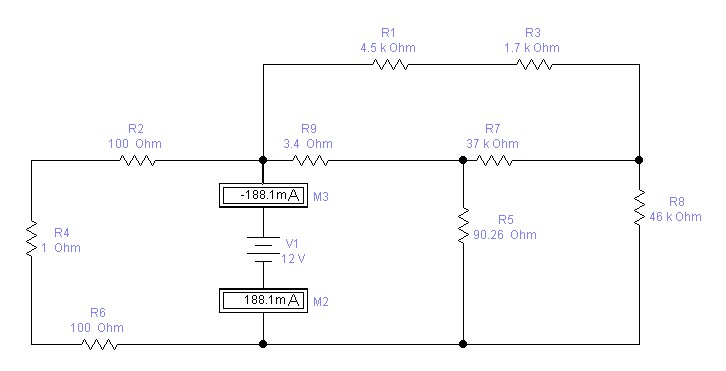 R1
4.5 k Ohm
R3
1.7 k Ohm
R2
100 Ohm
R9
3.4 Ohm
R7
37 k Ohm
-188.1mA
M3
R4
1 Ohm
V1
12 V
R5
90.26 Ohm
R8
46 k Ohm
188.1mA
M2
R6
100 Ohm